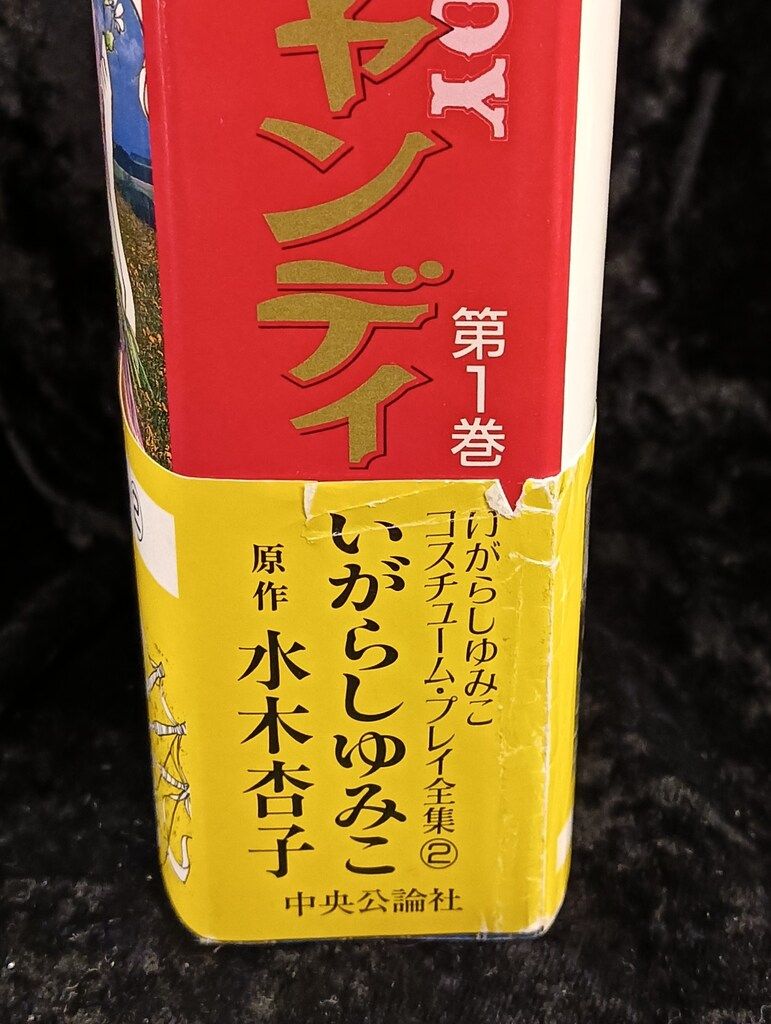 DY
ャンディ
第1巻
いがらしゆみこ
コスチューム・プレイ全集②
いがらしゆみこ
原作 水木杏子
中央公論社